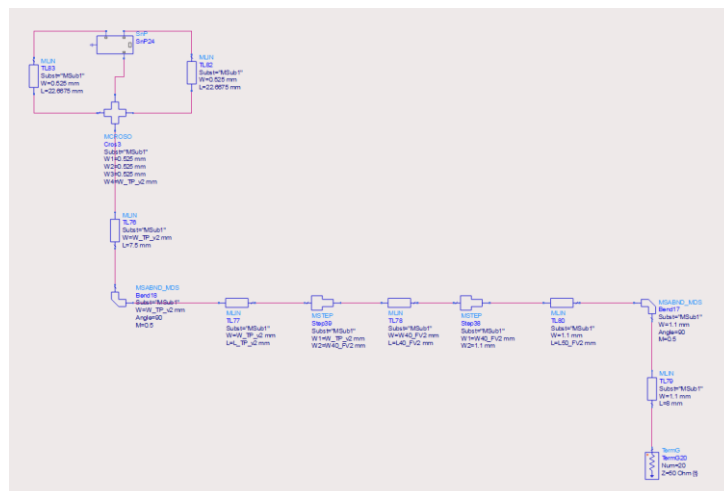 SnP
SnP24
MLIN
TL83
Subst="MSub1"
W=0.525 mm
L=22.6675 mm
MLIN
TL82
Subst="MSub1"
W=0.525 mm
L=22.6675 mm
MCROSO
Cros3
Subst="MSub1"
W1=0.525 mm
W2=0.525 mm
W3=0.525 mm
W4=W_TP_v2 mm
MLIN
TL76
Subst="MSub1"
W=W_TP_v2 mm
L=7.5 mm
MSABND_MDS
Bend18
Subst="MSub1"
W=W_TP_v2 mm
Angle=90
M=0.5
MLIN
TL77
Subst="MSub1"
W=W_TP_v2 mm
L=L_TP_v2 mm
MSTEP
Step39
Subst="MSub1"
W1=W_TP_v2 mm
W2=W40_FV2 mm
MLIN
TL78
Subst="MSub1"
W=W40_FV2 mm
L=L40_FV2 mm
MSTEP
Step38
Subst="MSub1"
W1=W40_FV2 mm
W2=1.1 mm
MLIN
TL80
Subst="MSub1"
W=1.1 mm
L=L50_FV2 mm
MSABND_MDS
Bend17
Subst="MSub1"
W=1.1 mm
Angle=90
M=0.5
MLIN
TL79
Subst="MSub1"
W=1.1 mm
L=8 mm
TermG
TermG20
Num=20
Z=50 Ohm